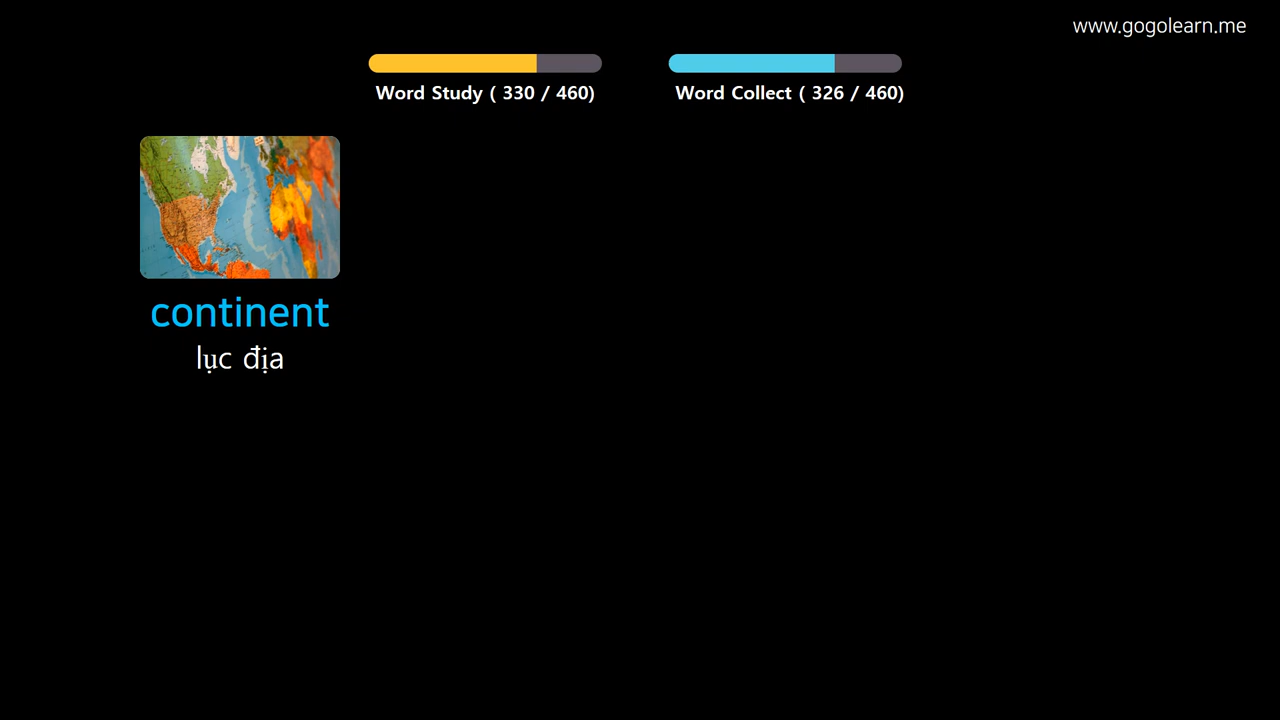 www.gogolearn.me
Word Study ( 330 / 460)
Word Collect ( 326 / 460)
continent
lục địa